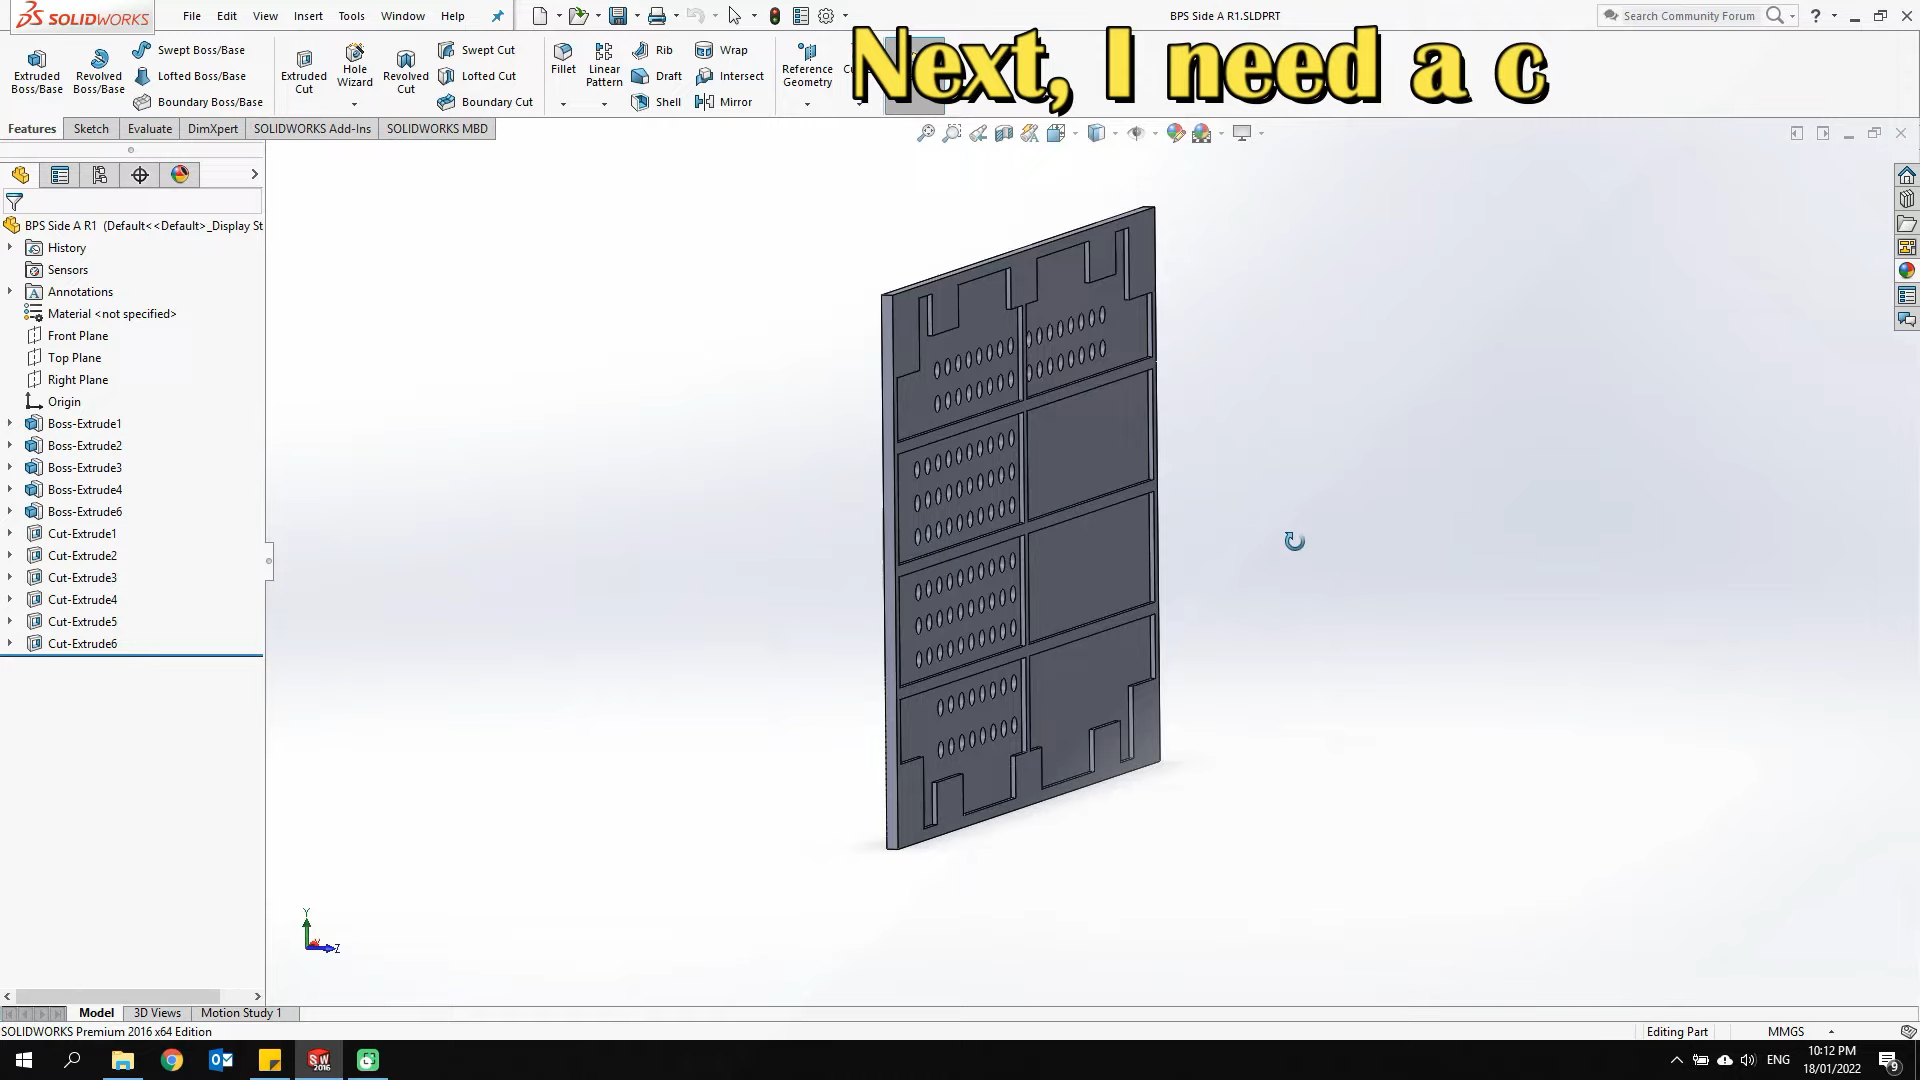 SOLIDWORKS
File Edit View Insert Tools Window Help
BPS Side A R1.SLDPRT
Search Community Forum
Next, I need a c
Extruded Boss/Base
Revolved Boss/Base
Swept Boss/Base
Lofted Boss/Base
Boundary Boss/Base
Extruded Cut
Hole Wizard
Revolved Cut
Swept Cut
Lofted Cut
Boundary Cut
Fillet
Linear Pattern
Rib
Draft
Shell
Wrap
Intersect
Mirror
Reference Geometry
Features Sketch Evaluate DimXpert SOLIDWORKS Add-Ins SOLIDWORKS MBD
BPS Side A R1 (Default<<Default>_Display St
History
Sensors
Annotations
Material <not specified>
Front Plane
Top Plane
Right Plane
Origin
Boss-Extrude1
Boss-Extrude2
Boss-Extrude3
Boss-Extrude4
Boss-Extrude6
Cut-Extrude1
Cut-Extrude2
Cut-Extrude3
Cut-Extrude4
Cut-Extrude5
Cut-Extrude6
Y
Z
Model 3D Views Motion Study 1
SOLIDWORKS Premium 2016 x64 Edition
Editing Part MMGS
SW 2016
ENG
10:12 PM
18/01/2022
9